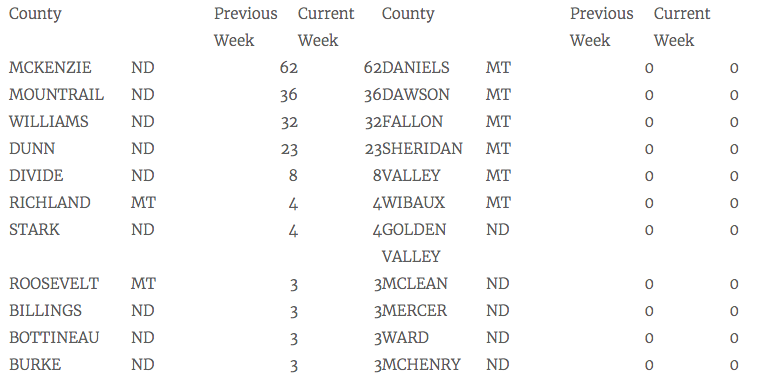 County Previous Current County Previous Current
Week Week Week Week
MCKENZIE ND 62 62DANIELS MT 0 0
MOUNTRAIL ND 36 36DAWSON MT 0 0
WILLIAMS ND 32 32FALLON MT 0 0
DUNN ND 23 23SHERIDAN MT 0 0
DIVIDE ND 8 8VALLEY MT 0 0
RICHLAND MT 4 4WIBAUX MT 0 0
STARK ND 4 4GOLDEN ND 0 0
VALLEY
ROOSEVELT MT 3 3MCLEAN ND 0 0
BILLINGS ND 3 3MERCER ND 0 0
BOTTINEAU ND 3 3WARD ND 0 0
BURKE ND 3 3MCHENRY ND 0 0